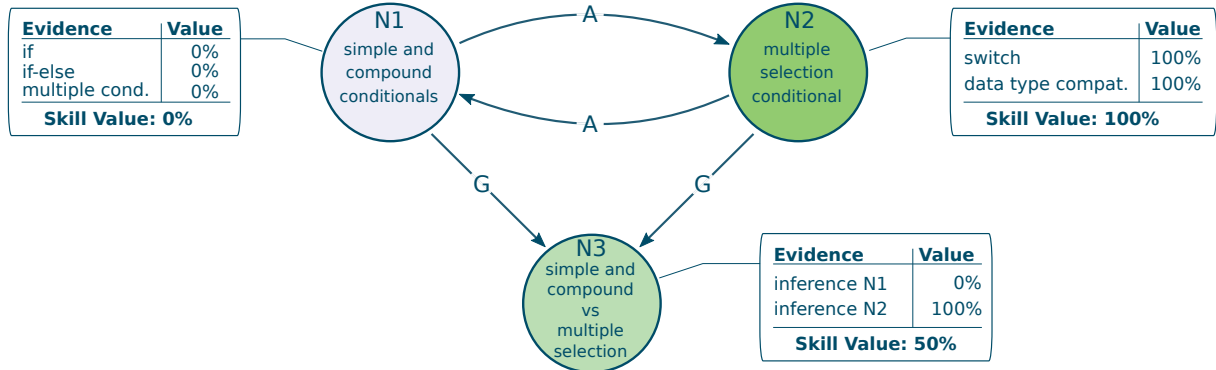 Evidence Value
if 0%
if-else 0%
multiple cond. 0%
Skill Value: 0%
N1
simple and
compound
conditionals
A
A
N2
multiple
selection
conditional
Evidence Value
switch 100%
data type compat. 100%
Skill Value: 100%
G
G
N3
simple and
compound
vs
multiple
selection
Evidence Value
inference N1 0%
inference N2 100%
Skill Value: 50%